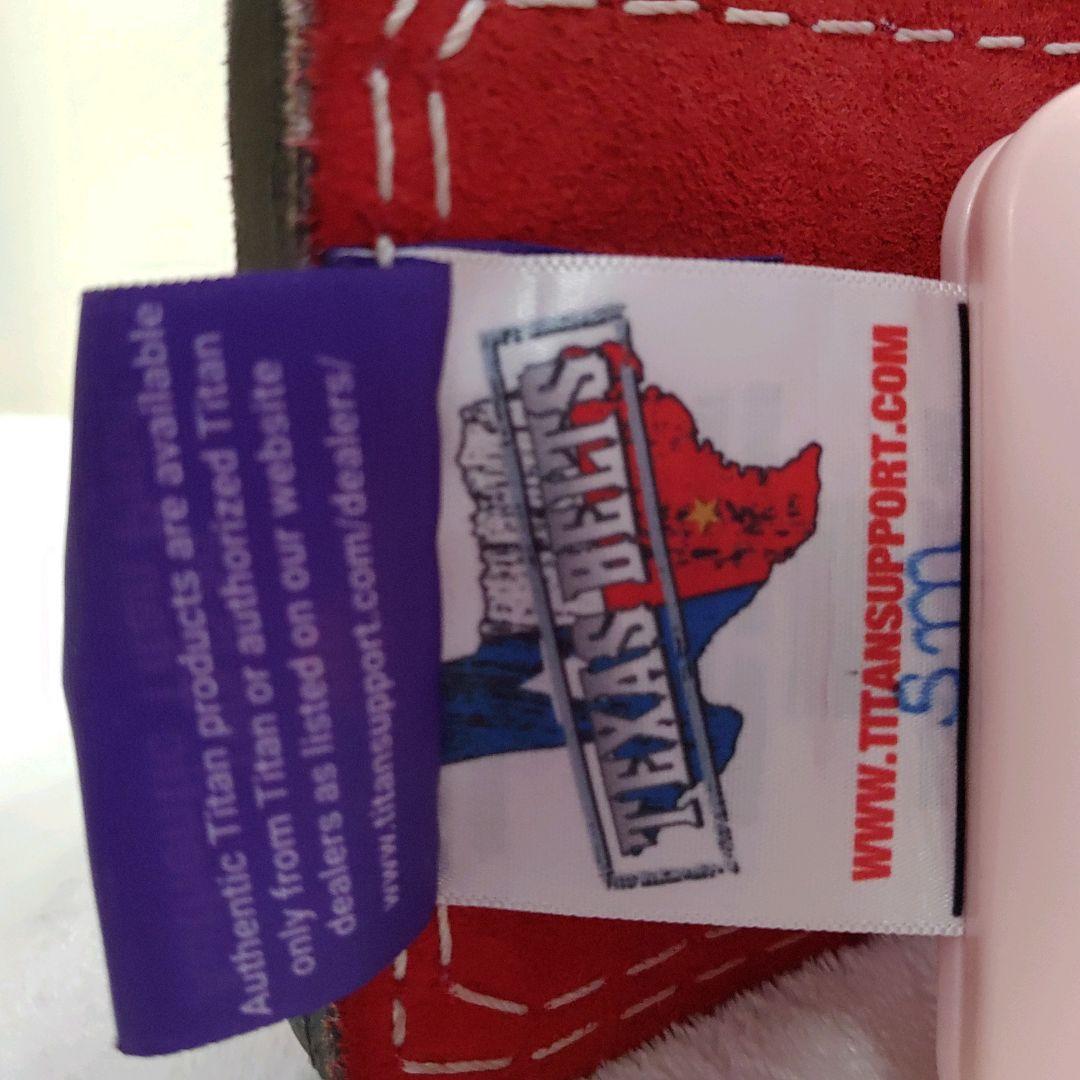 Authentic Titan products are available
only from Titan or authorized Titan
dealers as listed on our website
www.titansupport.com/dealers/
TEXAS BELTS
WWW.TITANSUPPORT.COM
sm